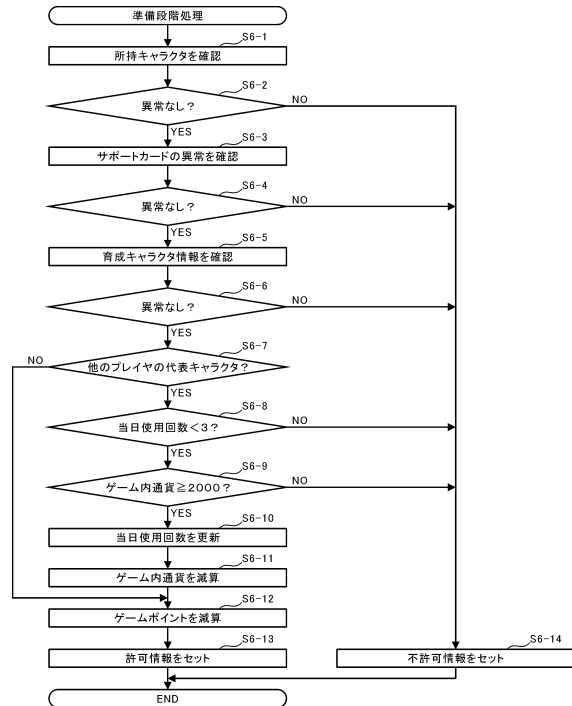 準備段階処理
S6-1
所持キャラクタを確認
S6-2
異常なし?
NO
YES
S6-3
サポートカードの異常を確認
S6-4
異常なし?
NO
YES
S6-5
育成キャラクタ情報を確認
S6-6
異常なし?
NO
YES
S6-7
NO
他のプレイヤの代表キャラクタ?
YES
S6-8
当日使用回数<3?
NO
YES
S6-9
ゲーム内通貨≧2000?
NO
YES
S6-10
当日使用回数を更新
S6-11
ゲーム内通貨を減算
S6-12
ゲームポイントを減算
S6-13
許可情報をセット
S6-14
不許可情報をセット
END